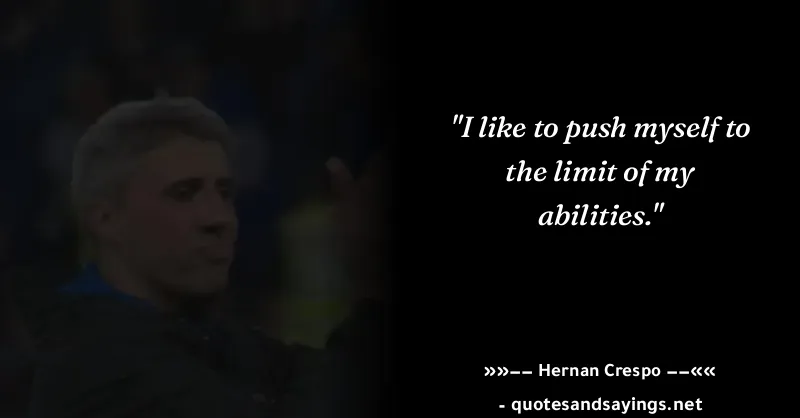 "I like to push myself to
the limit of my
abilities."
»»−− Hernan Crespo −−««
- quotesandsayings.net